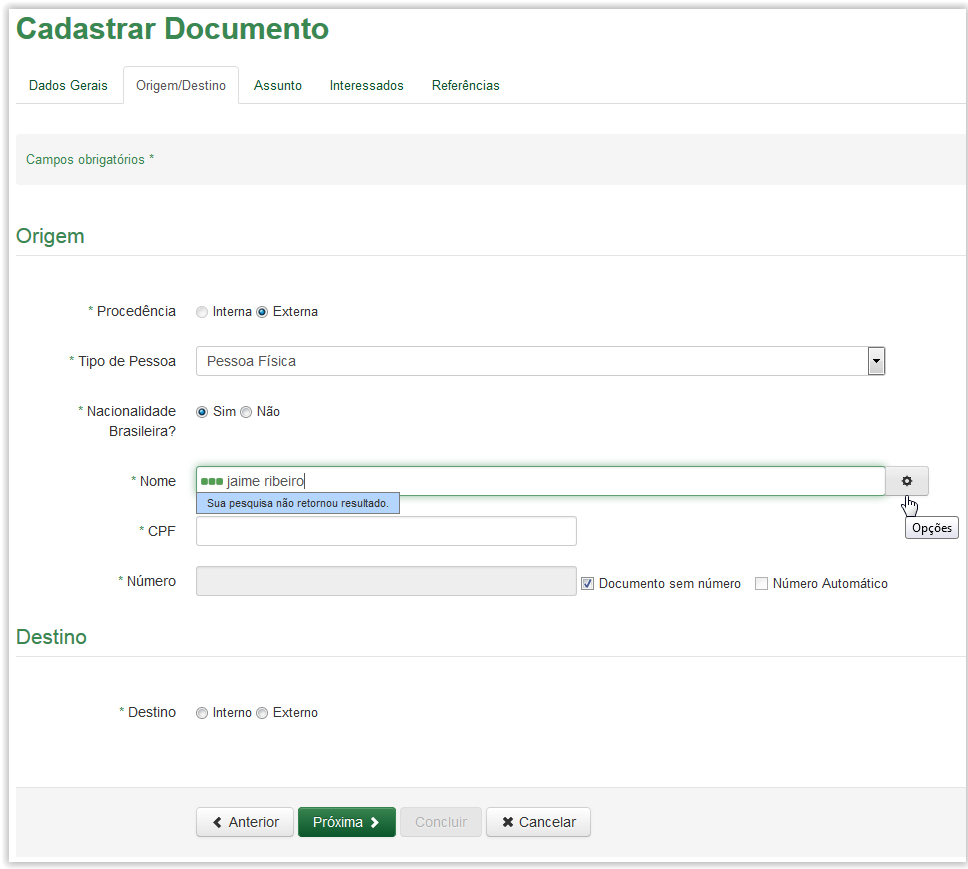 Cadastrar Documento
Dados Gerais Origem/Destino Assunto Interessados Referências
Campos obrigatórios *
Origem
* Procedência Interna Externa
* Tipo de Pessoa Pessoa Física
* Nacionalidade Brasileira? Sim Não
* Nome jaime ribeiro
Sua pesquisa não retornou resultado.
Opções
* CPF
* Número Documento sem número Número Automático
Destino
* Destino Interno Externo
Anterior Próxima Concluir Cancelar